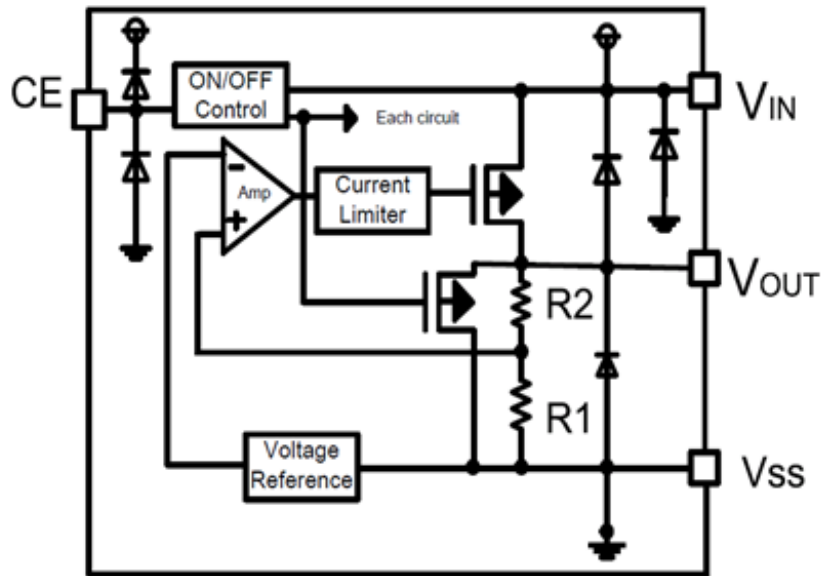 CE
ON/OFF
Control
Each circuit
VIN
-
Amp
+
Current
Limiter
VOUT
R2
R1
Voltage
Reference
Vss